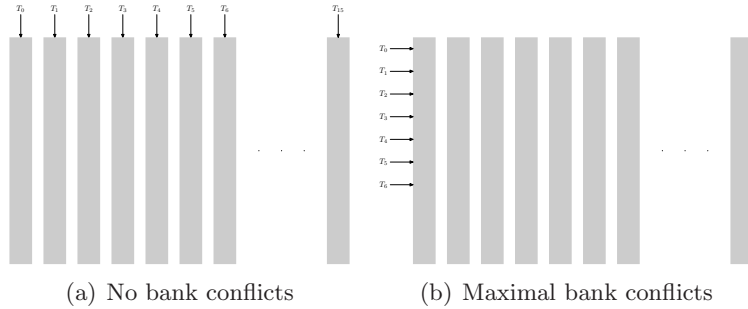 T0 T1 T2 T3 T4 T5 T6 T15
. . .
(a) No bank conflicts
T0
T1
T2
T3
T4
T5
T6
. . .
(b) Maximal bank conflicts